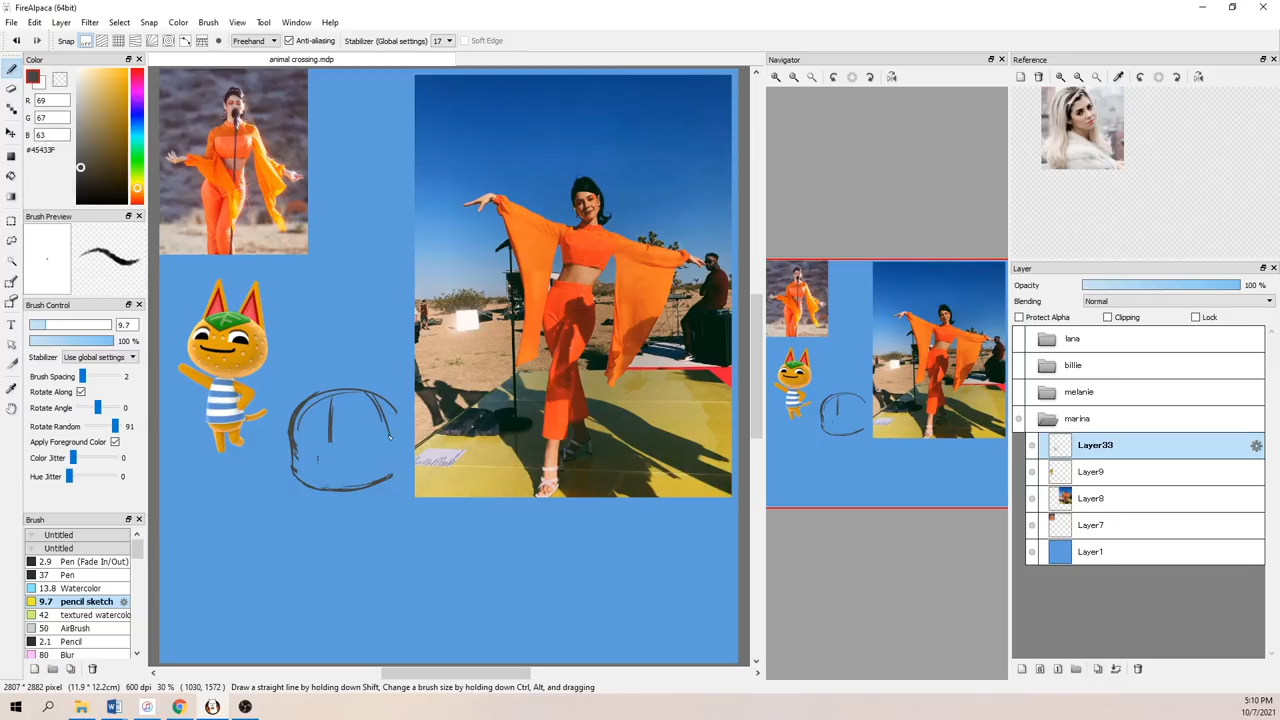 FireAlpaca (64bit)
File Edit Layer Filter Select Snap Color Brush View Tool Window Help
Snap OFF Freehand Anti-aliasing Stabilizer (Global settings) 17 Soft Edge
Color
R 69
G 67
B 63
#45433F
Brush Preview
Brush Control
9.7
100 %
Stabilizer Use global settings
Brush Spacing 2
Rotate Along
Rotate Angle 0
Rotate Random 91
Apply Foreground Color
Color Jitter 0
Hue Jitter 0
Brush
Untitled
Untitled
2.9 Pen (Fade In/Out)
37 Pen
13.8 Watercolor
9.7 pencil sketch
42 textured watercolo
50 AirBrush
2.1 Pencil
80 Blur
animal crossing.mdp
Navigator
Reference
Layer
Opacity 100 %
Blending Normal
Protect Alpha Clipping Lock
lana
billie
melanie
marina
Layer33
Layer9
Layer8
Layer7
Layer1
2807 * 2882 pixel (11.9 * 12.2cm) 600 dpi 30 % ( 1030, 1572 ) Draw a straight line by holding down Shift, Change a brush size by holding down Ctrl, Alt, and dragging
5:10 PM
10/7/2021